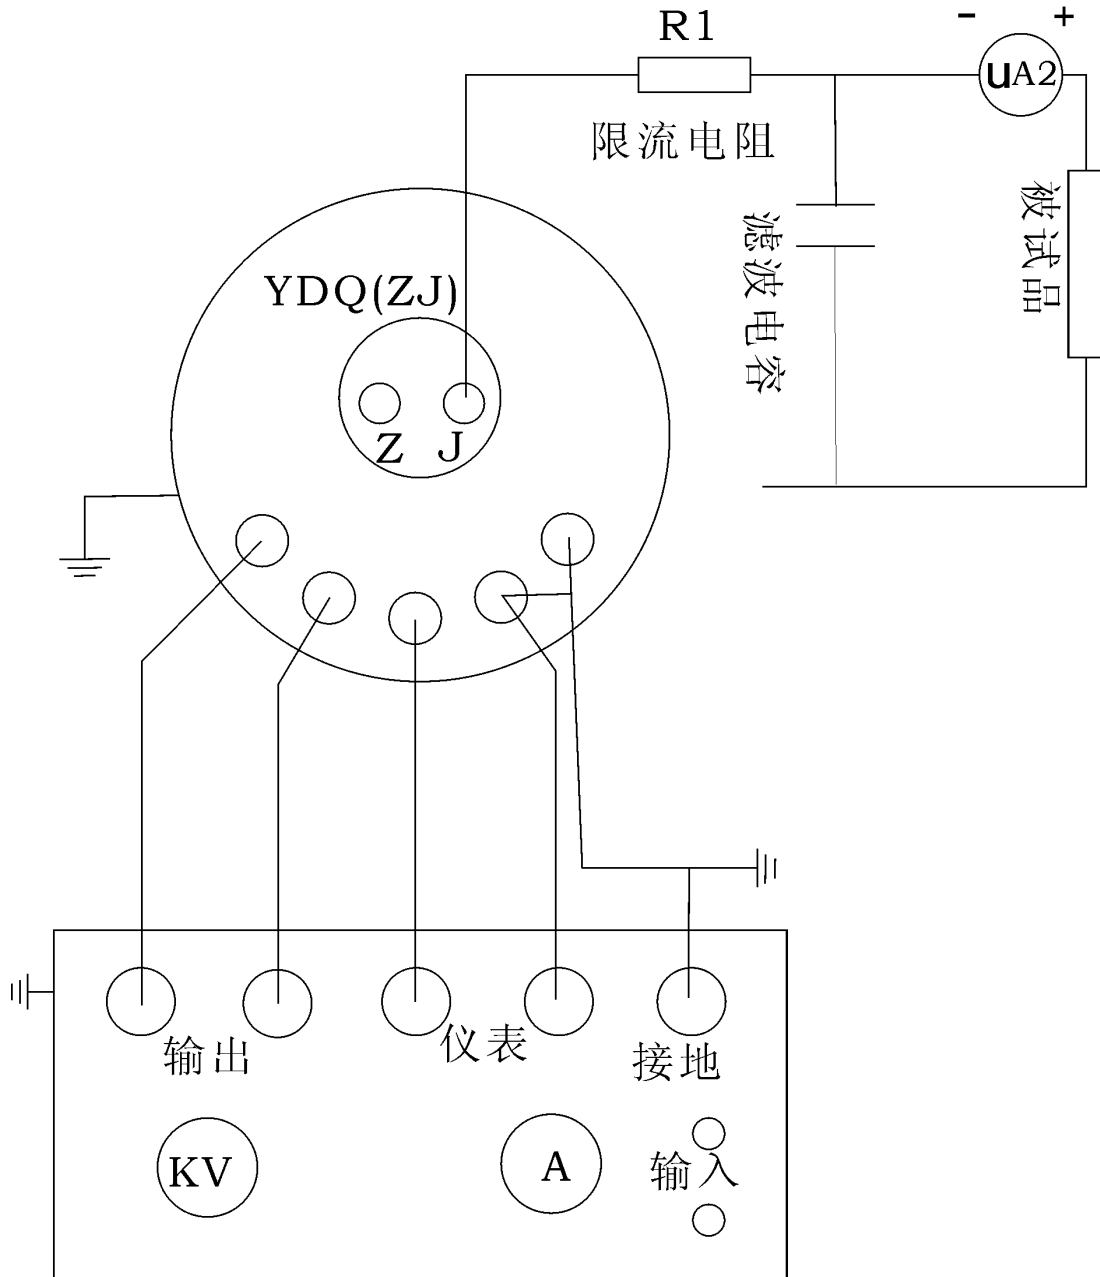 R1
- +
uA2
限流电阻
被试品
滤波电容
YDQ(ZJ)
Z J
输出
仪表
接地
KV
A
输入